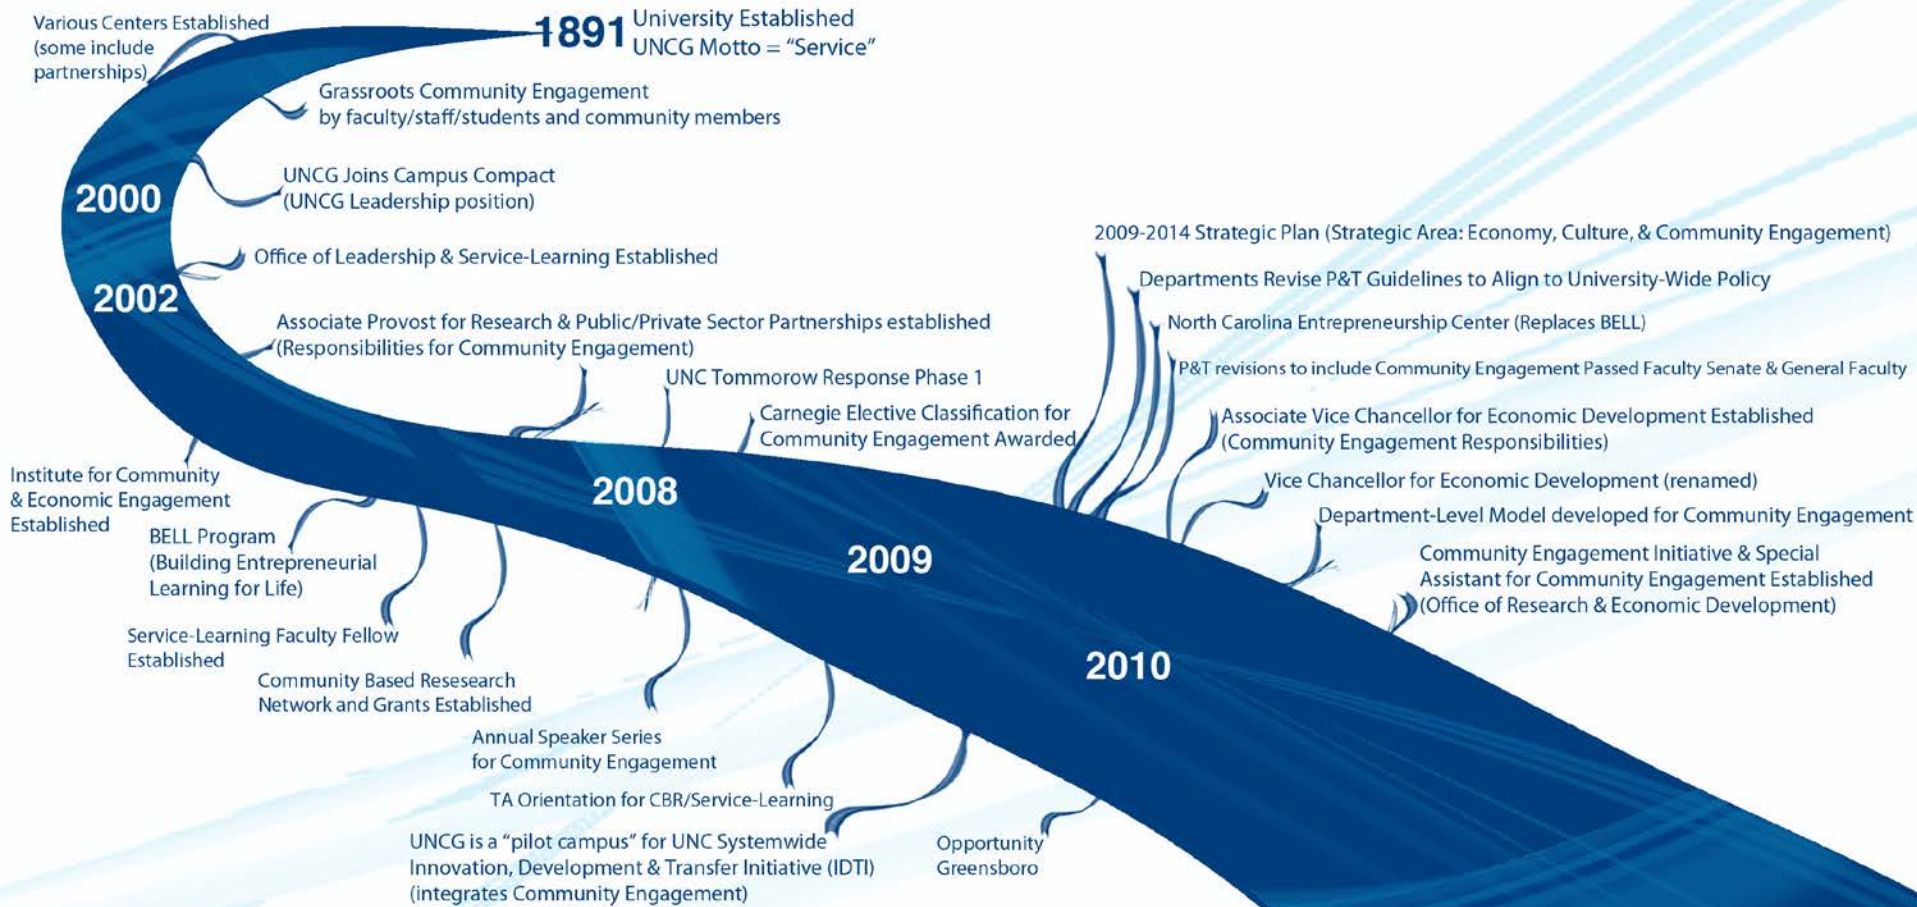 1891
University Established
UNCG Motto = “Service”
Various Centers Established
(some include
partnerships)
Grassroots Community Engagement
by faculty/staff/students and community members
2000
UNCG Joins Campus Compact
(UNCG Leadership position)
Office of Leadership & Service-Learning Established
2002
Associate Provost for Research & Public/Private Sector Partnerships established
(Responsibilities for Community Engagement)
UNC Tommorow Response Phase 1
Carnegie Elective Classification for
Community Engagement Awarded
Institute for Community
& Economic Engagement
Established
BELL Program
(Building Entrepreneurial
Learning for Life)
Service-Learning Faculty Fellow
Established
Community Based Resesearch
Network and Grants Established
2008
Annual Speaker Series
for Community Engagement
TA Orientation for CBR/Service-Learning
UNCG is a “pilot campus” for UNC Systemwide
Innovation, Development & Transfer Initiative (IDTI)
(integrates Community Engagement)
Opportunity
Greensboro
2009
2010
2009-2014 Strategic Plan (Strategic Area: Economy, Culture, & Community Engagement)
Departments Revise P&T Guidelines to Align to University-Wide Policy
North Carolina Entrepreneurship Center (Replaces BELL)
P&T revisions to include Community Engagement Passed Faculty Senate & General Faculty
Associate Vice Chancellor for Economic Development Established
(Community Engagement Responsibilities)
Vice Chancellor for Economic Development (renamed)
Department-Level Model developed for Community Engagement
Community Engagement Initiative & Special
Assistant for Community Engagement Established
(Office of Research & Economic Development)